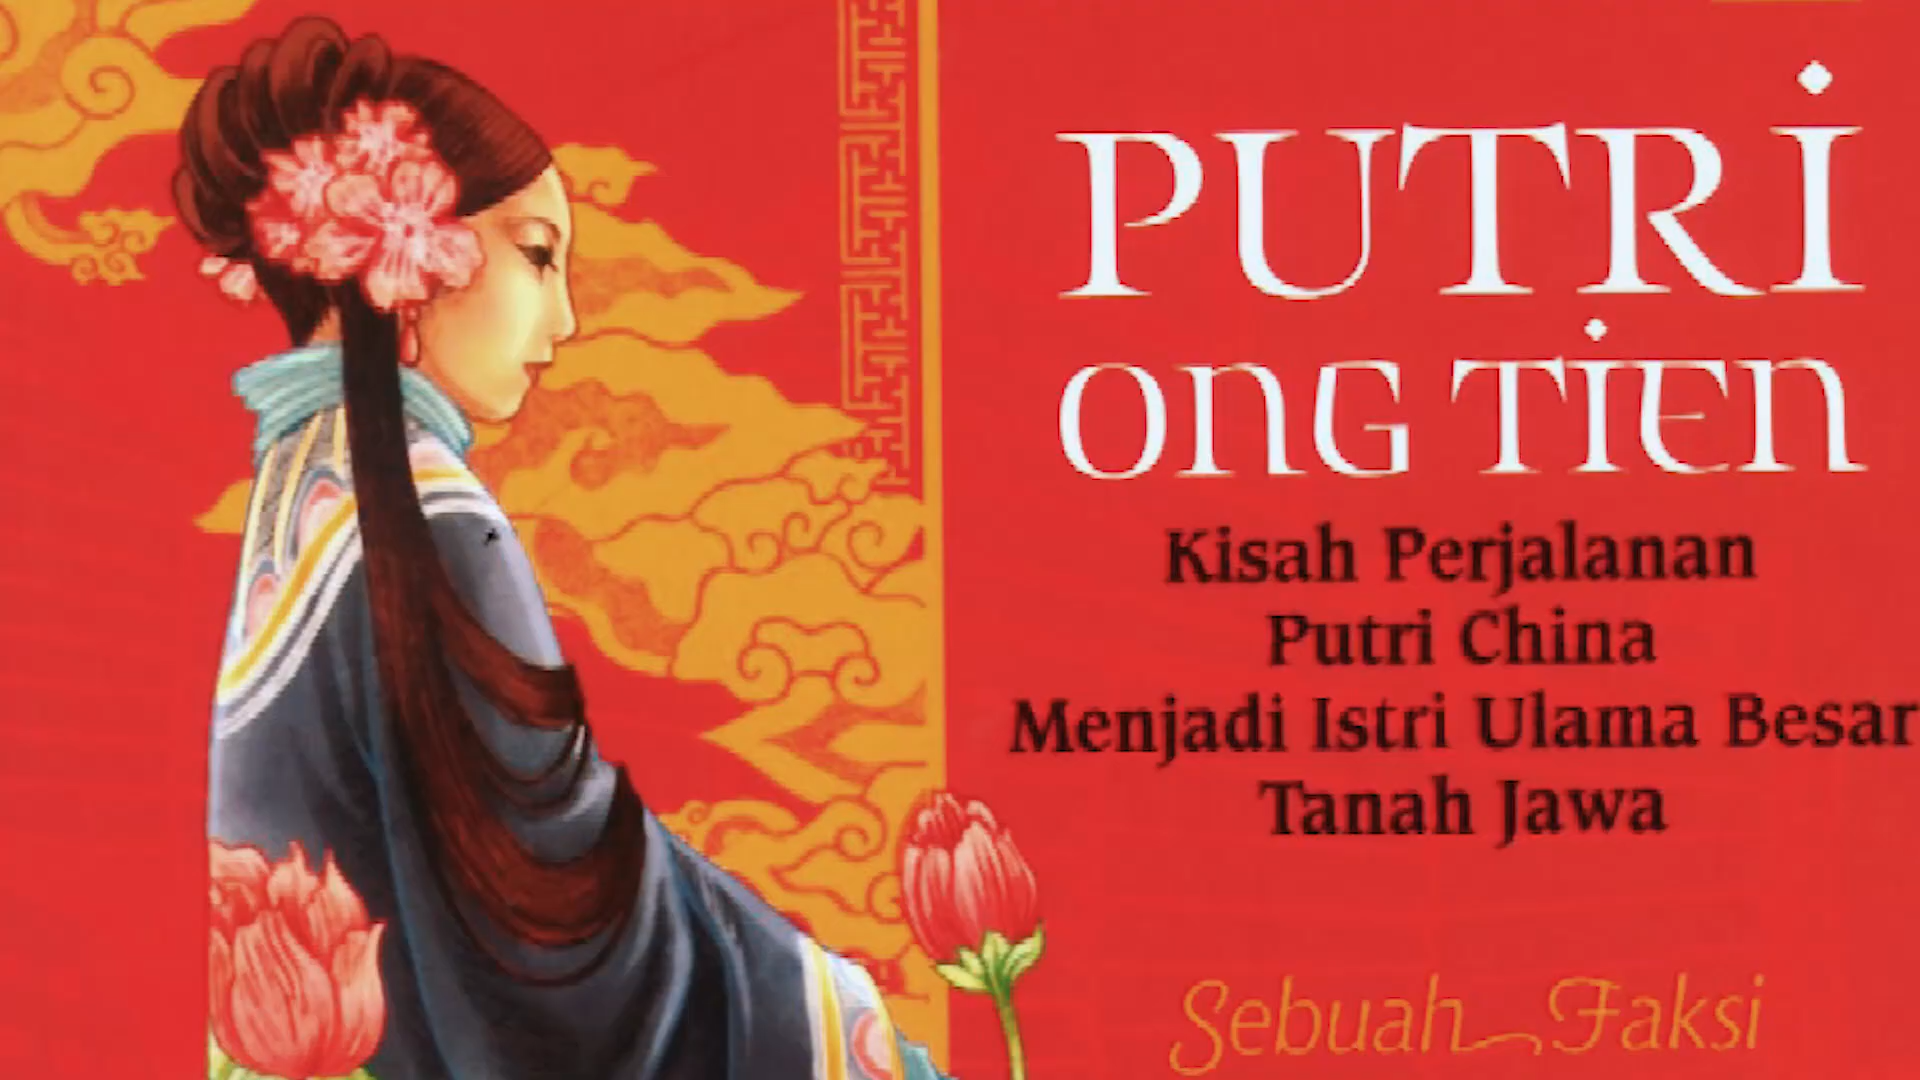 PUTRI
ONG TIEN
Kisah Perjalanan
Putri China
Menjadi Istri Ulama Besar
Tanah Jawa
Sebuah Faksi